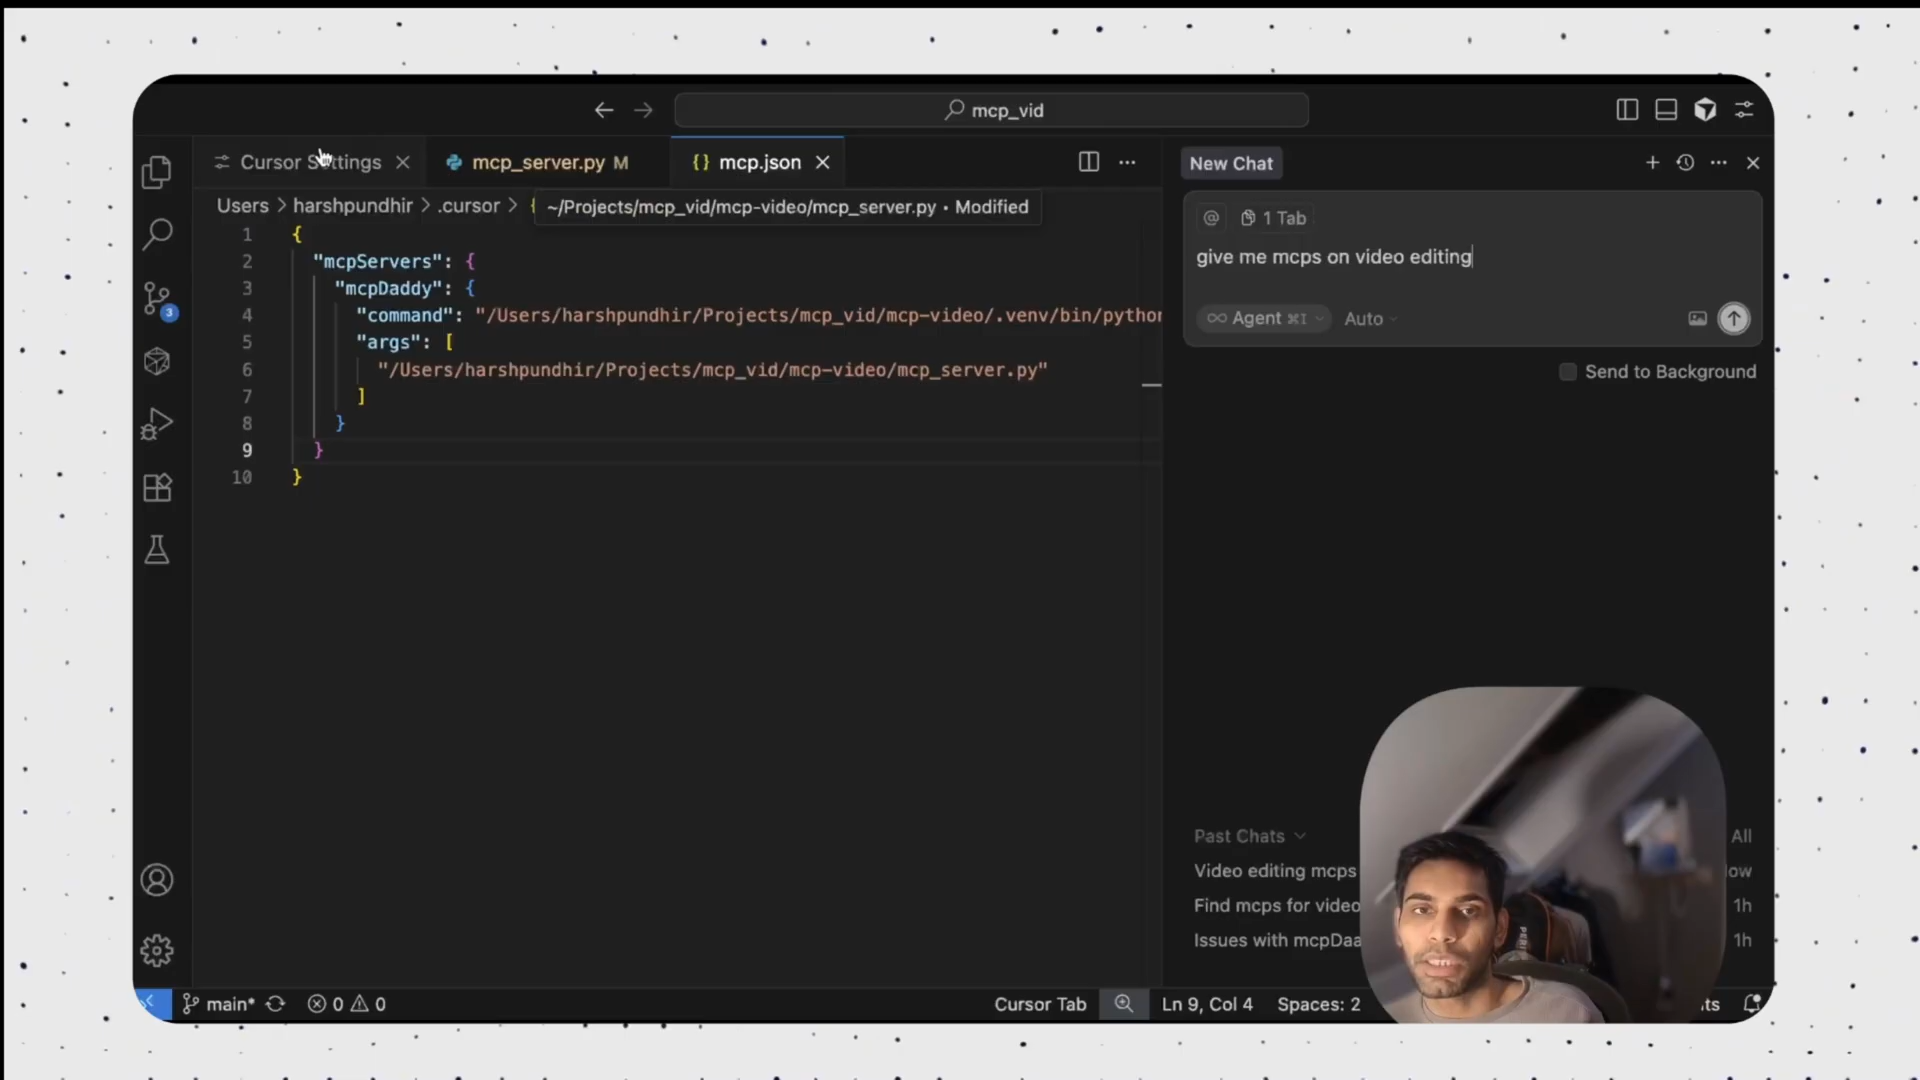 mcp_vid
Cursor Settings
mcp_server.py M
{} mcp.json
Users > harshpundhir > .cursor >
~/Projects/mcp_vid/mcp-video/mcp_server.py • Modified
1 {
2 "mcpServers": {
3 "mcpDaddy": {
4 "command": "/Users/harshpundhir/Projects/mcp_vid/mcp-video/.venv/bin/python
5 "args": [
6 "/Users/harshpundhir/Projects/mcp_vid/mcp-video/mcp_server.py"
7 ]
8 }
9 }
10 }
3
New Chat
@ 1 Tab
give me mcps on video editing
Agent ⌘I
Auto
Send to Background
Past Chats
All
Video editing mcps
Find mcps for video
1h
Issues with mcpDa
1h
main*
0 0
Cursor Tab
Ln 9, Col 4
Spaces: 2